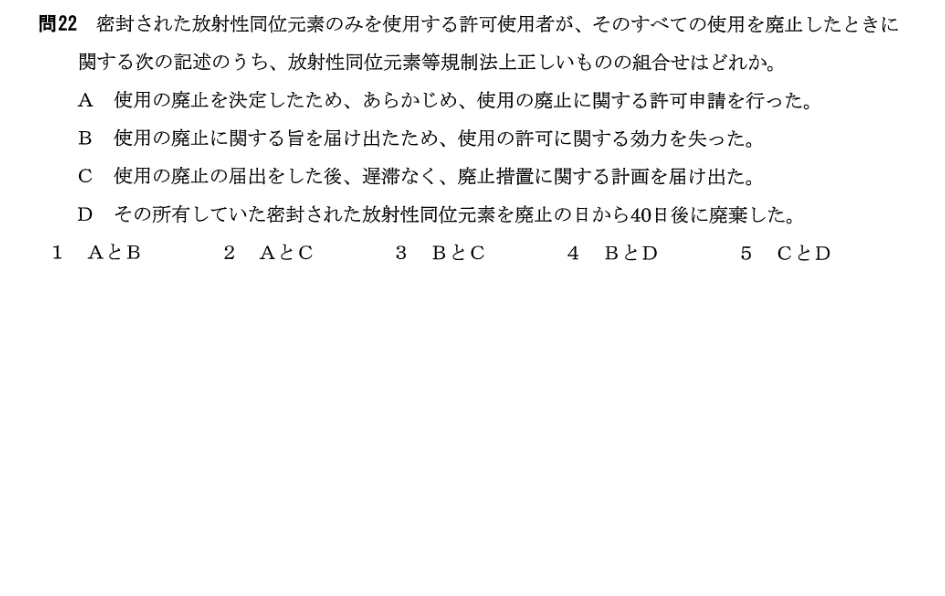 問22 密封された放射性同位元素のみを使用する許可使用者が、そのすべての使用を廃止したときに
関する次の記述のうち、放射性同位元素等規制法上正しいものの組合せはどれか。
A 使用の廃止を決定したため、あらかじめ、使用の廃止に関する許可申請を行った。
B 使用の廃止に関する旨を届け出たため、使用の許可に関する効力を失った。
C 使用の廃止の届出をした後、遅滞なく、廃止措置に関する計画を届け出た。
D その所有していた密封された放射性同位元素を廃止の日から40日後に廃棄した。
1 AとB 2 AとC 3 BとC 4 BとD 5 CとD